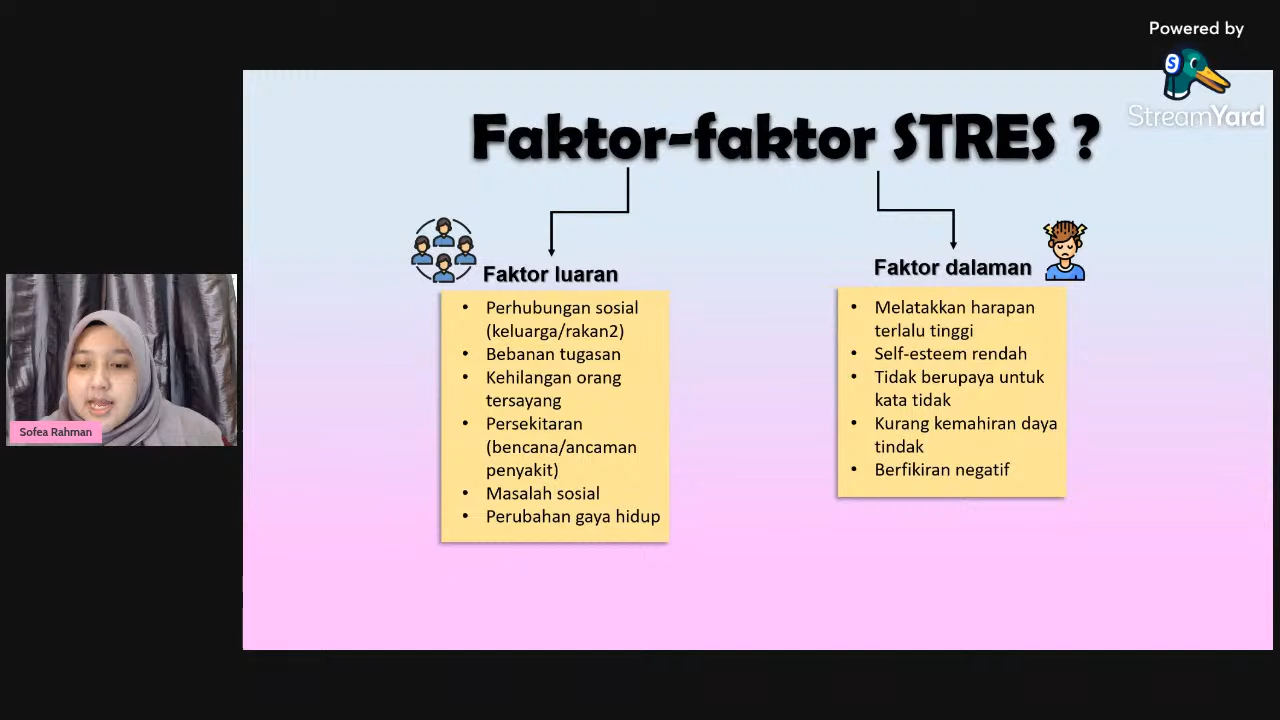 Powered by
StreamYard
Faktor-faktor STRES ?
Faktor luaran
• Perhubungan sosial
(keluarga/rakan2)
• Bebanan tugasan
• Kehilangan orang
tersayang
• Persekitaran
(bencana/ancaman
penyakit)
• Masalah sosial
• Perubahan gaya hidup
Faktor dalaman
• Melatakkan harapan
terlalu tinggi
• Self-esteem rendah
• Tidak berupaya untuk
kata tidak
• Kurang kemahiran daya
tindak
• Berfikiran negatif
Sofea Rahman